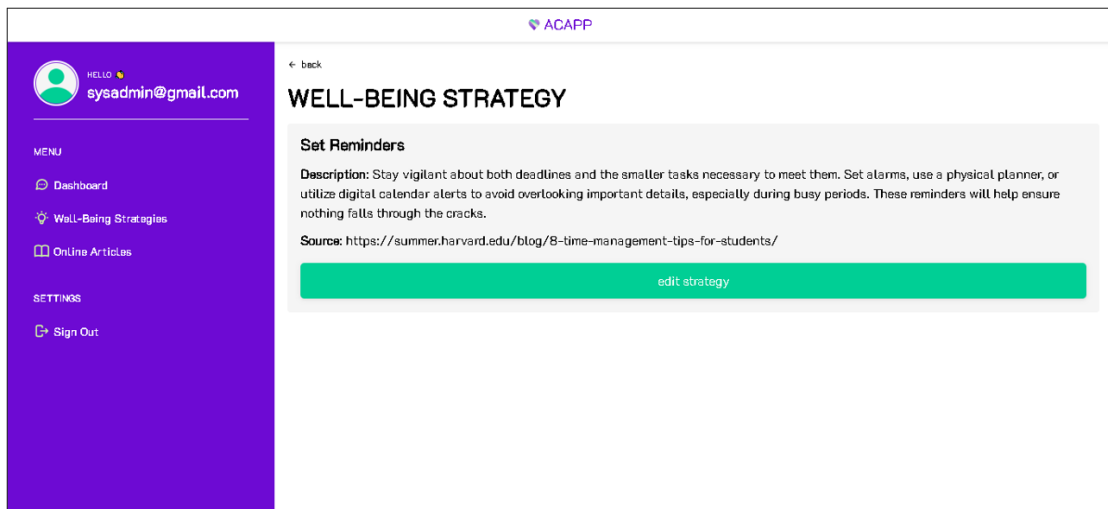 ACAPP
HELLO 👋
sysadmin@gmail.com
MENU
Dashboard
Well-Being Strategies
Online Articles
SETTINGS
Sign Out
← back
WELL-BEING STRATEGY
Set Reminders
Description: Stay vigilant about both deadlines and the smaller tasks necessary to meet them. Set alarms, use a physical planner, or
utilize digital calendar alerts to avoid overlooking important details, especially during busy periods. These reminders will help ensure
nothing falls through the cracks.
Source: https://summer.harvard.edu/blog/8-time-management-tips-for-students/
edit strategy